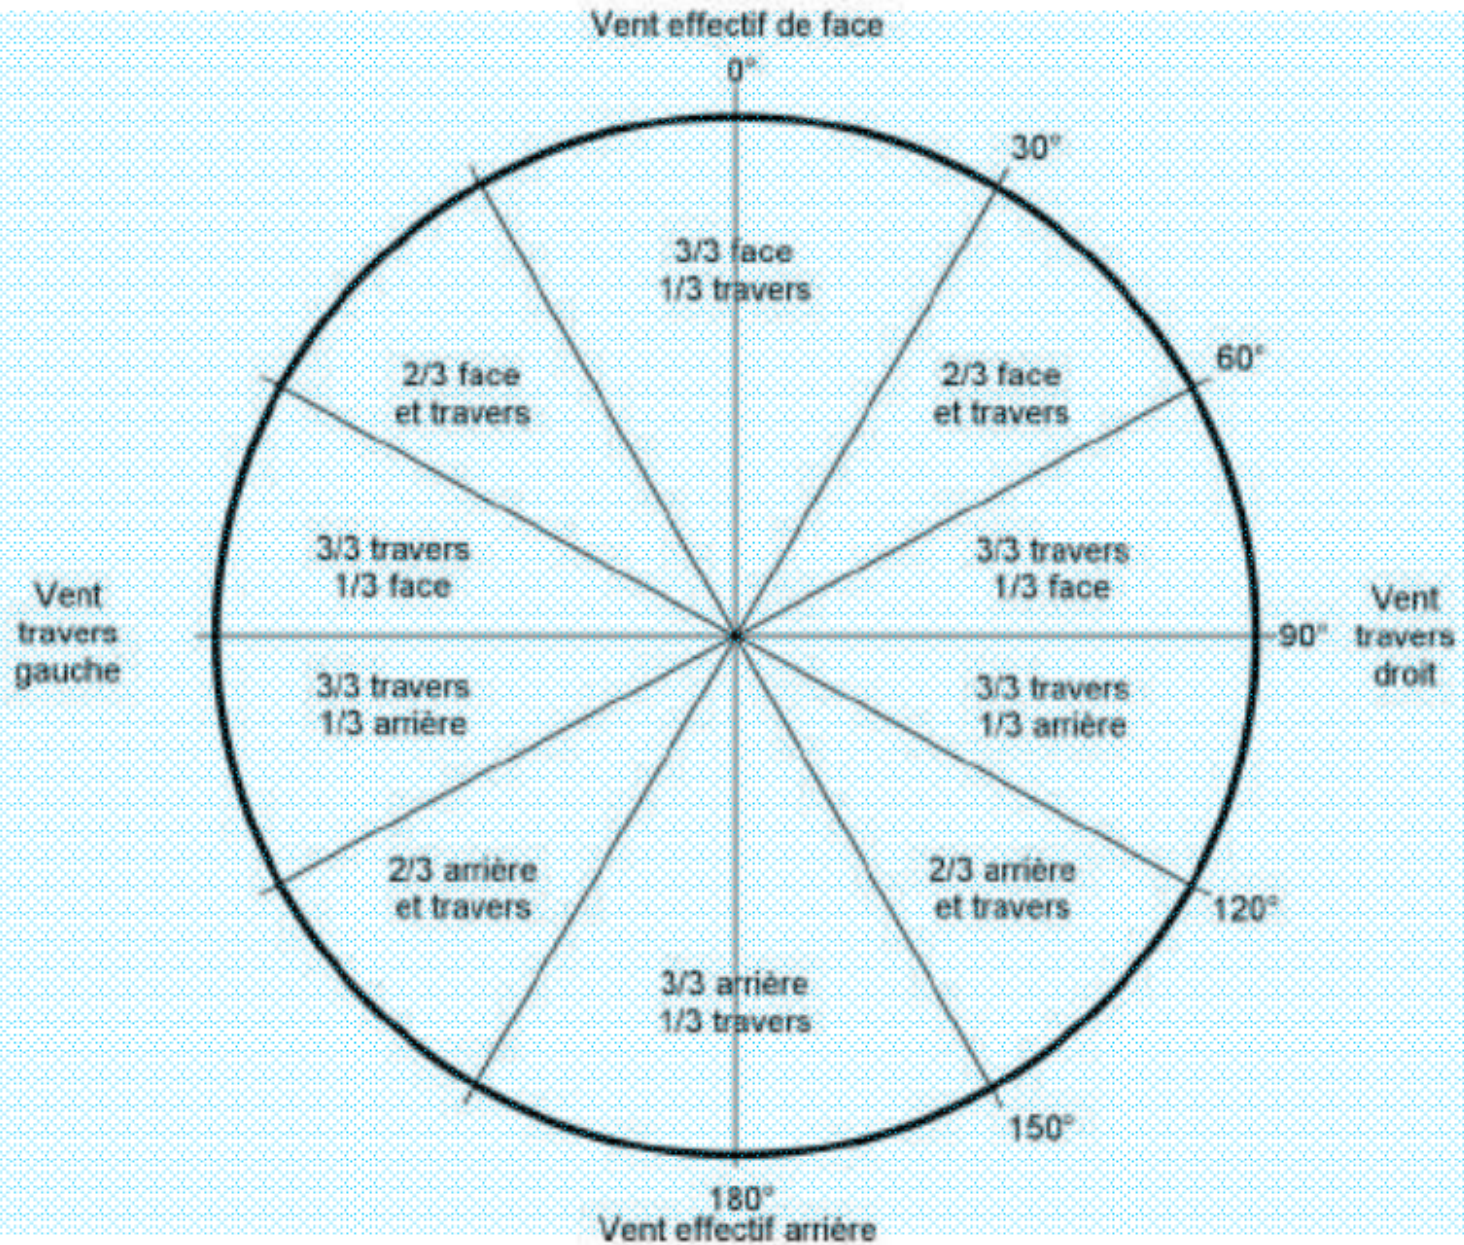 Vent effectif de face
0°
30°
3/3 face
1/3 travers
60°
2/3 face
et travers
2/3 face
et travers
3/3 travers
1/3 face
3/3 travers
1/3 face
Vent
travers
gauche
90°
Vent
travers
droit
3/3 travers
1/3 arrière
3/3 travers
1/3 arrière
2/3 arrière
et travers
2/3 arrière
et travers
120°
3/3 arrière
1/3 travers
150°
180°
Vent effectif arrière